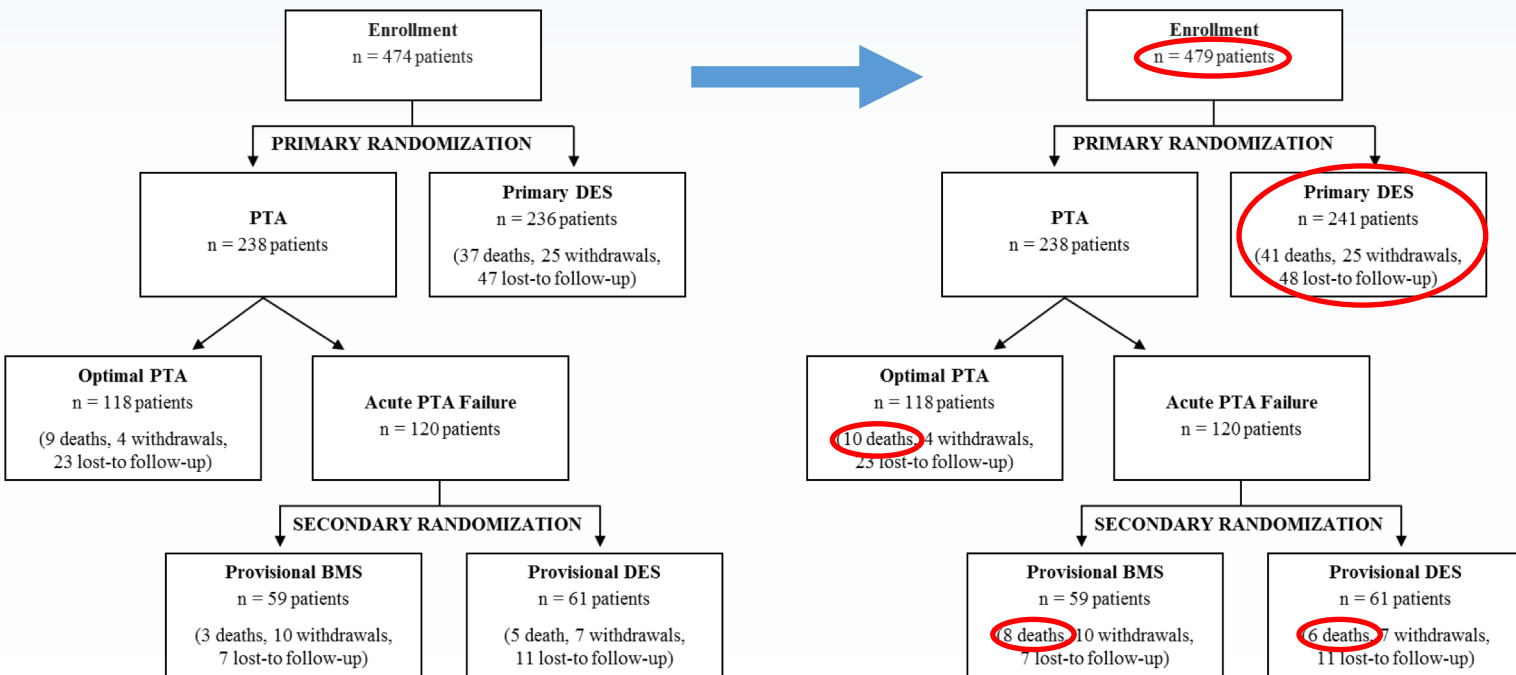 Enrollment
n = 474 patients
PRIMARY RANDOMIZATION
PTA
n = 238 patients
Primary DES
n = 236 patients
(37 deaths, 25 withdrawals,
47 lost-to follow-up)
Optimal PTA
n = 118 patients
(9 deaths, 4 withdrawals,
23 lost-to follow-up)
Acute PTA Failure
n = 120 patients
SECONDARY RANDOMIZATION
Provisional BMS
n = 59 patients
(3 deaths, 10 withdrawals,
7 lost-to follow-up)
Provisional DES
n = 61 patients
(5 death, 7 withdrawals,
11 lost-to follow-up)
Enrollment
n = 479 patients
PRIMARY RANDOMIZATION
PTA
n = 238 patients
Primary DES
n = 241 patients
(41 deaths, 25 withdrawals,
48 lost-to follow-up)
Optimal PTA
n = 118 patients
(10 deaths, 4 withdrawals,
23 lost-to follow-up)
Acute PTA Failure
n = 120 patients
SECONDARY RANDOMIZATION
Provisional BMS
n = 59 patients
(8 deaths, 10 withdrawals,
7 lost-to follow-up)
Provisional DES
n = 61 patients
(6 deaths, 7 withdrawals,
11 lost-to follow-up)